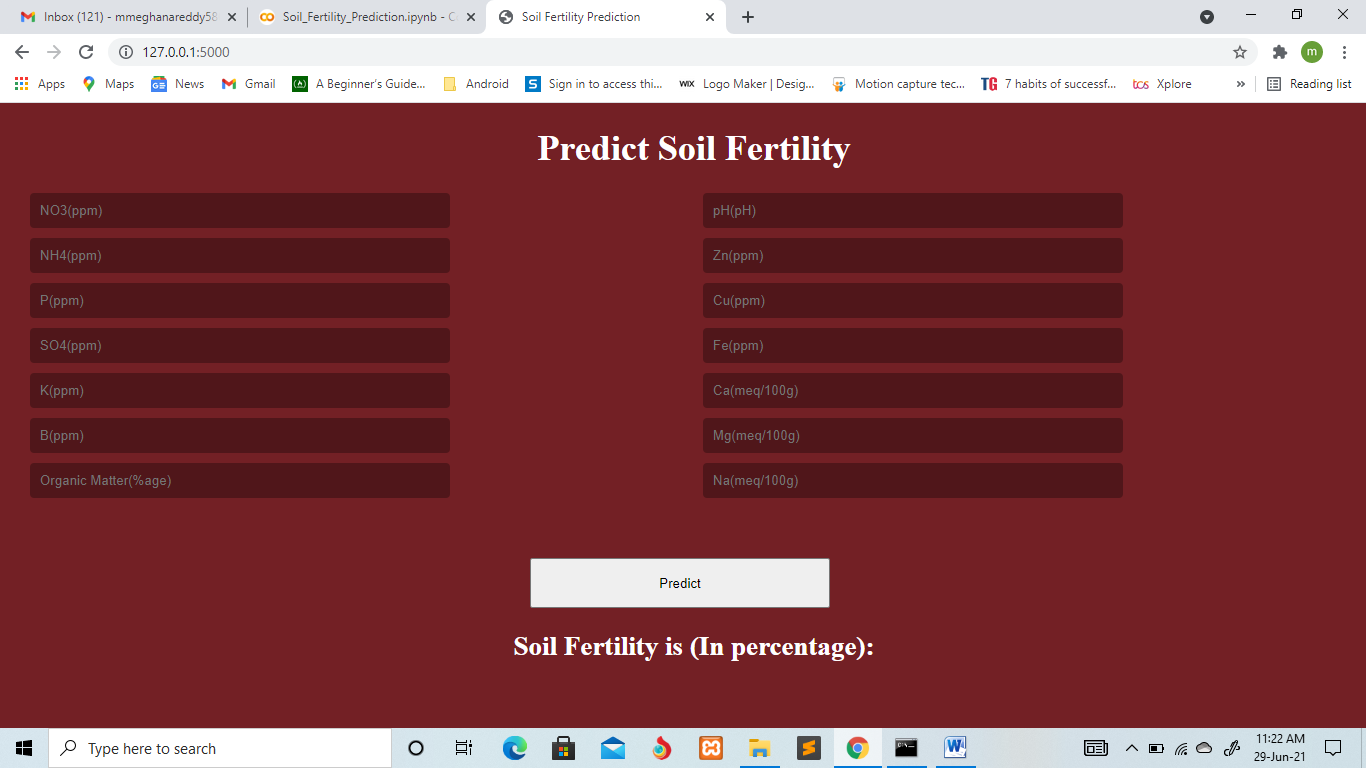 Inbox (121) - mmeghanareddy58
Soil_Fertility_Prediction.ipynb - C
Soil Fertility Prediction
127.0.0.1:5000
m
Apps
Maps
News
Gmail
A Beginner's Guide...
Android
S
Sign in to access thi...
WIX
Logo Maker | Desig...
Motion capture tec...
TG
7 habits of successf...
tcs
Xplore
»
Reading list
Predict Soil Fertility
NO3(ppm)
pH(pH)
NH4(ppm)
Zn(ppm)
P(ppm)
Cu(ppm)
SO4(ppm)
Fe(ppm)
K(ppm)
Ca(meq/100g)
B(ppm)
Mg(meq/100g)
Organic Matter(%age)
Na(meq/100g)
Predict
Soil Fertility is (In percentage):
Type here to search
11:22 AM
29-Jun-21